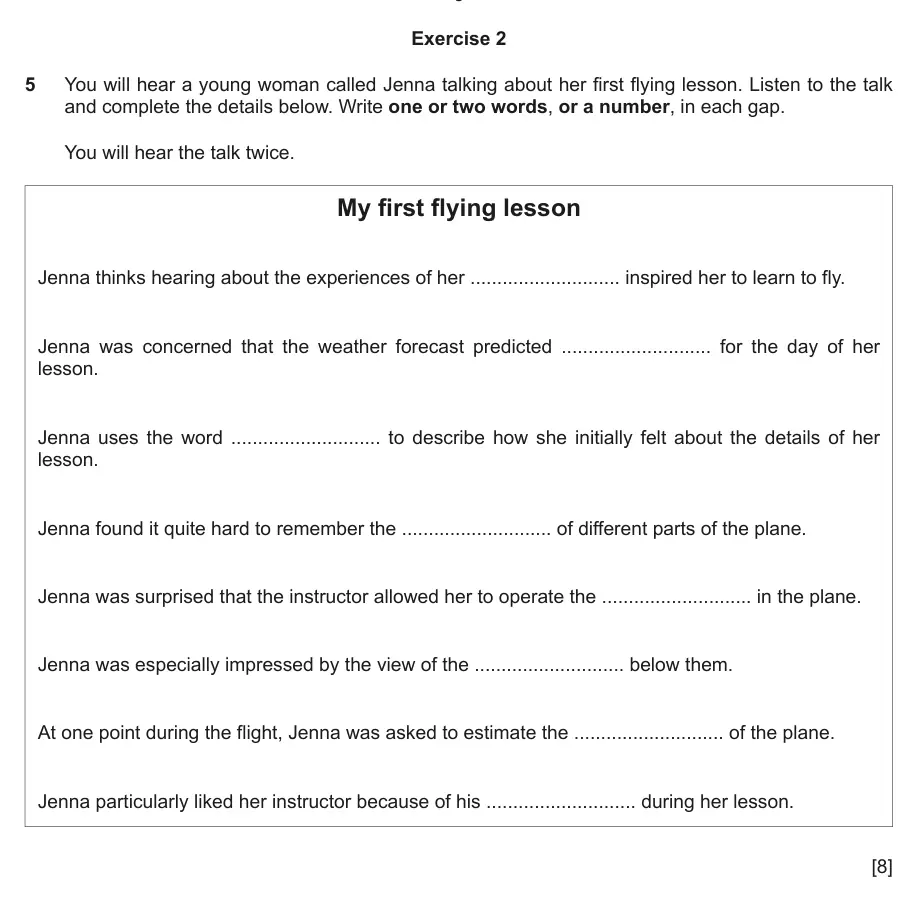 Exercise 2
5 You will hear a young woman called Jenna talking about her first flying lesson. Listen to the talk
and complete the details below. Write one or two words, or a number, in each gap.
You will hear the talk twice.
My first flying lesson
Jenna thinks hearing about the experiences of her ............................ inspired her to learn to fly.
Jenna was concerned that the weather forecast predicted ............................ for the day of her
lesson.
Jenna uses the word ............................ to describe how she initially felt about the details of her
lesson.
Jenna found it quite hard to remember the ............................ of different parts of the plane.
Jenna was surprised that the instructor allowed her to operate the ............................ in the plane.
Jenna was especially impressed by the view of the ............................ below them.
At one point during the flight, Jenna was asked to estimate the ............................ of the plane.
Jenna particularly liked her instructor because of his ............................ during her lesson.
[8]